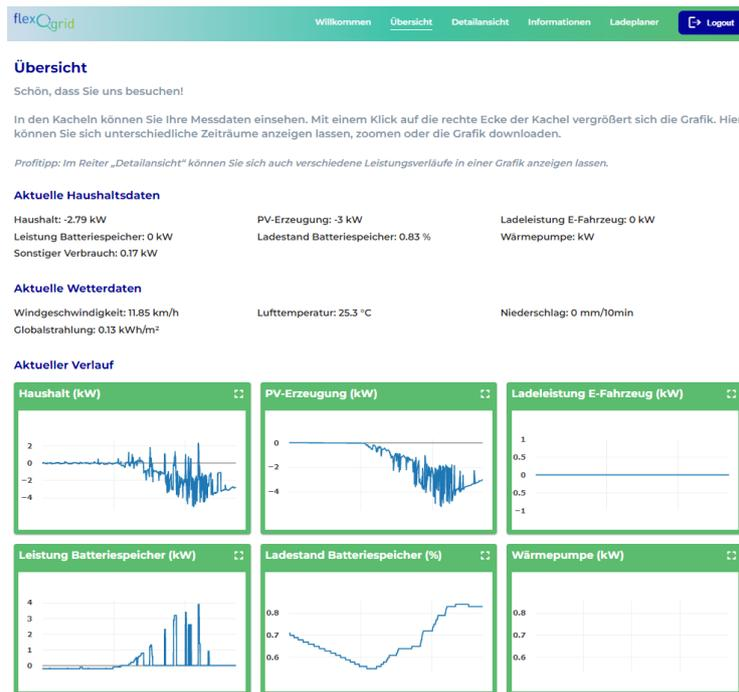 flexQgrid
Willkommen Übersicht Detailansicht Informationen Ladeplaner Logout
Übersicht
Schön, dass Sie uns besuchen!
In den Kacheln können Sie Ihre Messdaten einsehen. Mit einem Klick auf die rechte Ecke der Kachel vergrößert sich die Grafik. Hier
können Sie sich unterschiedliche Zeiträume anzeigen lassen, zoomen oder die Grafik downloaden.
Profitipp: Im Reiter „Detailansicht“ können Sie sich auch verschiedene Leistungsverläufe in einer Grafik anzeigen lassen.
Aktuelle Haushaltsdaten
Haushalt: -2.79 kW PV-Erzeugung: -3 kW Ladeleistung E-Fahrzeug: 0 kW
Leistung Batteriespeicher: 0 kW Ladestand Batteriespeicher: 0.83 % Wärmepumpe: kW
Sonstiger Verbrauch: 0.17 kW
Aktuelle Wetterdaten
Windgeschwindigkeit: 11.85 km/h Lufttemperatur: 25.3 °C Niederschlag: 0 mm/10min
Globalstrahlung: 0.13 kWh/m²
Aktueller Verlauf
Haushalt (kW)
2
0
−2
−4
PV-Erzeugung (kW)
0
−2
−4
Ladeleistung E-Fahrzeug (kW)
1
0.5
0
−0.5
−1
Leistung Batteriespeicher (kW)
4
3
2
1
0
Ladestand Batteriespeicher (%)
0.8
0.7
0.6
Wärmepumpe (kW)
0.8
0.7
0.6